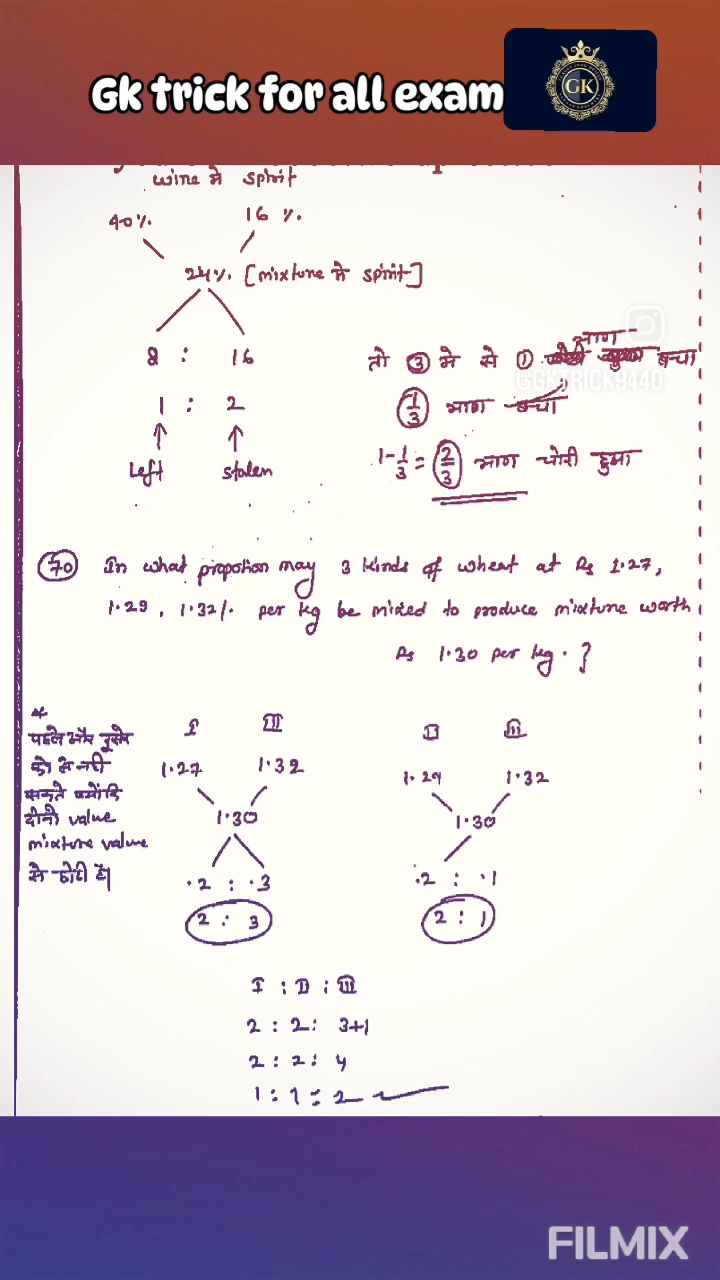 Gk trick for all exam
GK
wine मे spirit
40% 16 %
24% [mixture मे spirit]
8 : 16
1 : 2
Left stolen
तो 3 मे से 1 भाग बचा
@GKTRICK9440
1/3 भाग बचा
1-1/3 = 2/3 भाग चोरी हुआ
70 In what propotion may 3 kinds of wheat at Rs 1.27,
1.29, 1.32/. per kg be mixed to produce mixture worth
Rs 1.30 per kg. ?
*
पहले और दूसरे
को ले नही
सकते क्योंकि
दोनो value
mixture value
से छोटी है।
I III
1.27 1.32
1.30
.2 : .3
2 : 3
II III
1.29 1.32
1.30
.2 : .1
2 : 1
I : II : III
2 : 2 : 3+1
2 : 2 : 4
1 : 1 : 2
FILMIX